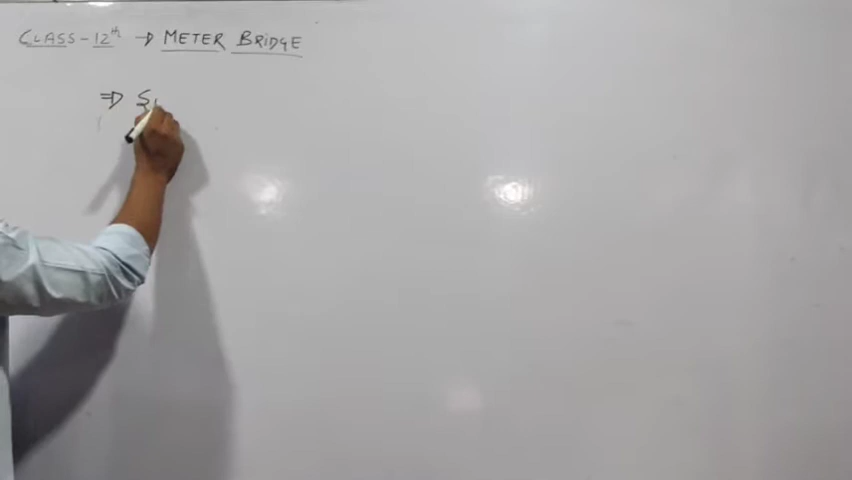 CLASS-12th → METER BRIDGE
⇒ S